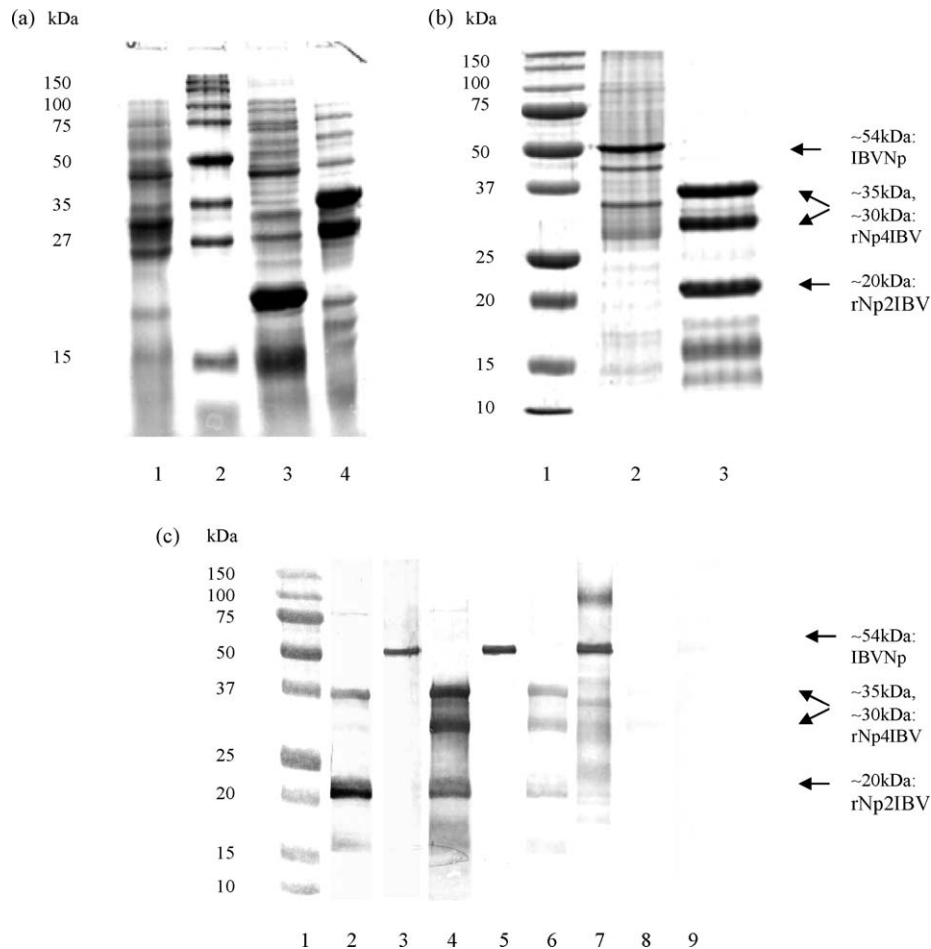 (a) kDa
150
100
75
50
35
27
15
1 2 3 4
(b) kDa
150
100
75
50
37
25
20
15
10
~54kDa:
IBVNp
~35kDa,
~30kDa:
rNp4IBV
~20kDa:
rNp2IBV
1 2 3
(c) kDa
150
100
75
50
37
25
20
15
10
~54kDa:
IBVNp
~35kDa,
~30kDa:
rNp4IBV
~20kDa:
rNp2IBV
1 2 3 4 5 6 7 8 9